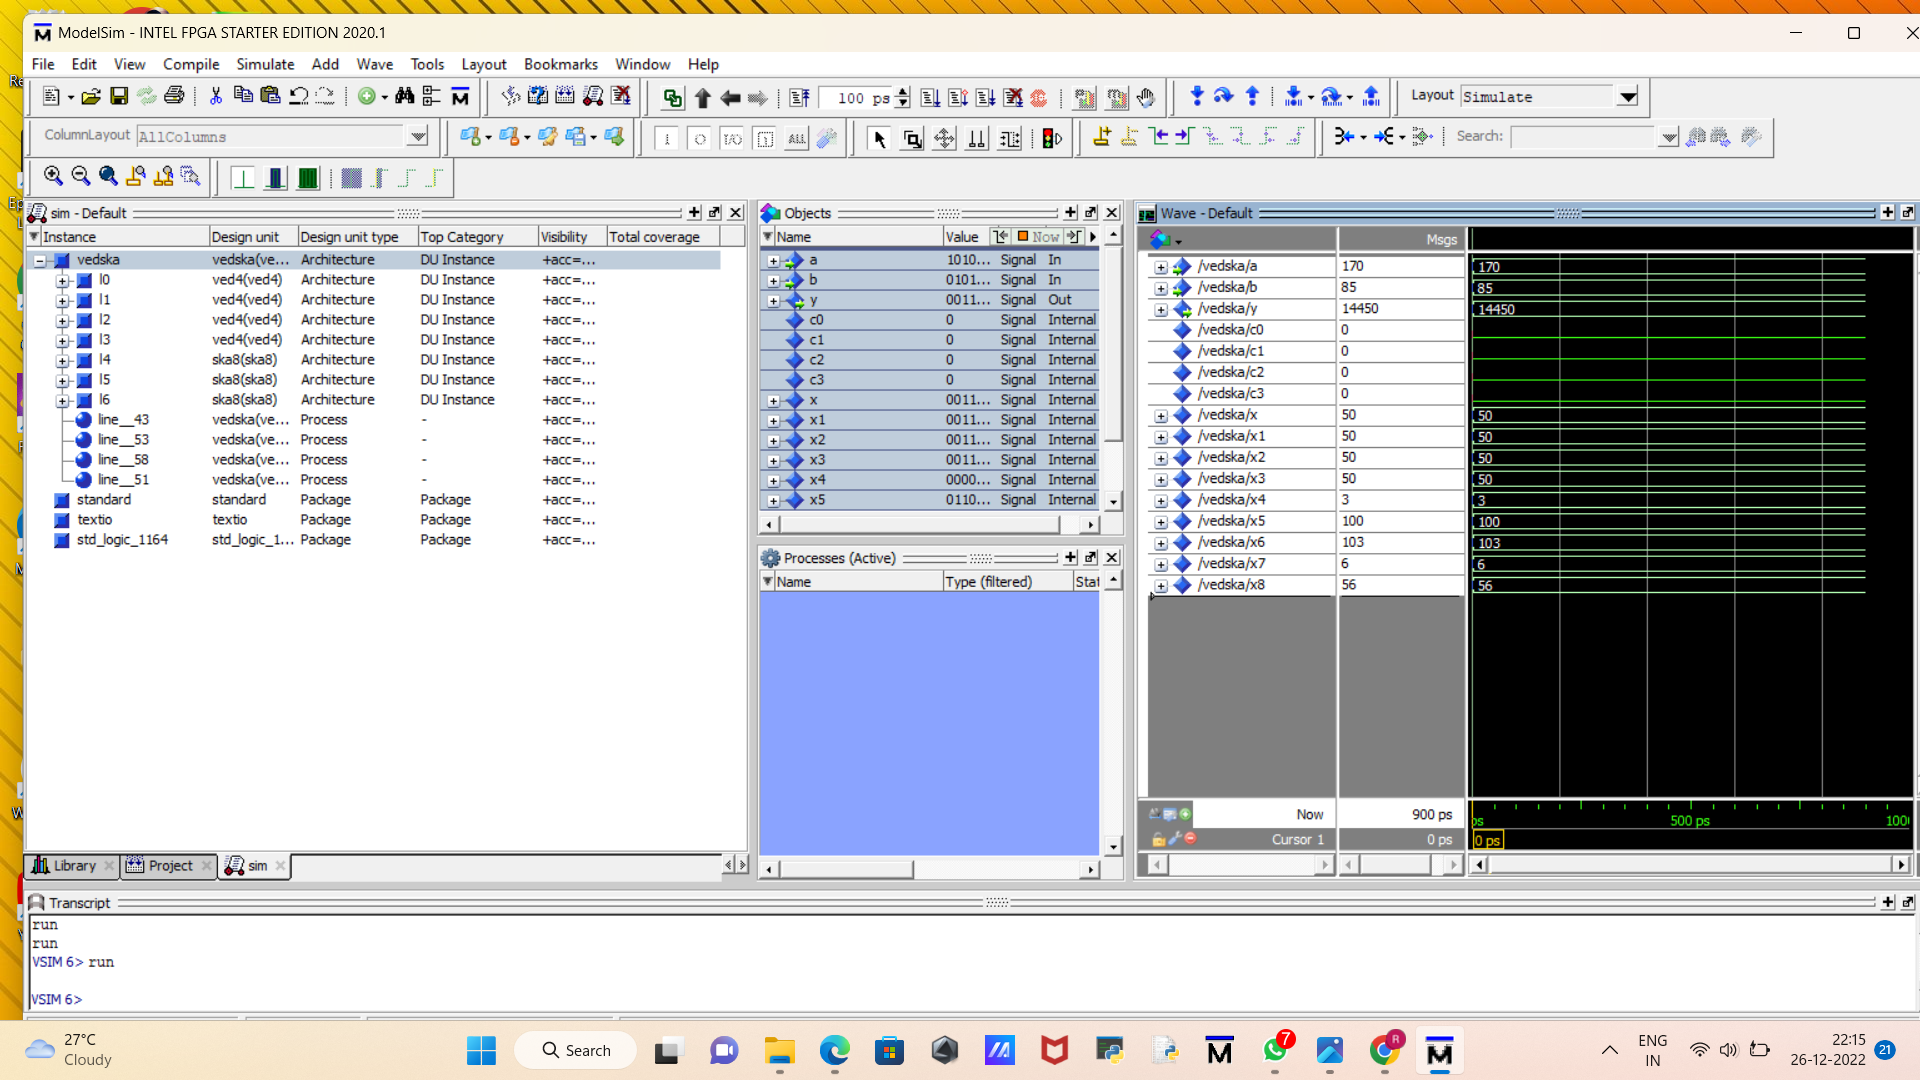 ModelSim - INTEL FPGA STARTER EDITION 2020.1
File Edit View Compile Simulate Add Wave Tools Layout Bookmarks Window Help
100 ps
Layout Simulate
ColumnLayout AllColumns
Search:
sim - Default
Instance Design unit Design unit type Top Category Visibility Total coverage
vedska vedska(ve... Architecture DU Instance +acc=...
l0 ved4(ved4) Architecture DU Instance +acc=...
l1 ved4(ved4) Architecture DU Instance +acc=...
l2 ved4(ved4) Architecture DU Instance +acc=...
l3 ved4(ved4) Architecture DU Instance +acc=...
l4 ska8(ska8) Architecture DU Instance +acc=...
l5 ska8(ska8) Architecture DU Instance +acc=...
l6 ska8(ska8) Architecture DU Instance +acc=...
line__43 vedska(ve... Process - +acc=...
line__53 vedska(ve... Process - +acc=...
line__58 vedska(ve... Process - +acc=...
line__51 vedska(ve... Process - +acc=...
standard standard Package Package +acc=...
textio textio Package Package +acc=...
std_logic_1164 std_logic_1... Package Package +acc=...
Library Project sim
Objects
Name Value Now
a 1010... Signal In
b 0101... Signal In
y 0011... Signal Out
c0 0 Signal Internal
c1 0 Signal Internal
c2 0 Signal Internal
c3 0 Signal Internal
x 0011... Signal Internal
x1 0011... Signal Internal
x2 0011... Signal Internal
x3 0011... Signal Internal
x4 0000... Signal Internal
x5 0110... Signal Internal
Processes (Active)
Name Type (filtered) Stat
Wave - Default
Msgs
/vedska/a 170 170
/vedska/b 85 85
/vedska/y 14450 14450
/vedska/c0 0
/vedska/c1 0
/vedska/c2 0
/vedska/c3 0
/vedska/x 50 50
/vedska/x1 50 50
/vedska/x2 50 50
/vedska/x3 50 50
/vedska/x4 3 3
/vedska/x5 100 100
/vedska/x6 103 103
/vedska/x7 6 6
/vedska/x8 56 56
Now 900 ps ps 500 ps 100
Cursor 1 0 ps 0 ps
Transcript
run
run
VSIM 6> run
VSIM 6>
27°C
Cloudy
Search
7
R
ENG
IN
22:15
26-12-2022
21